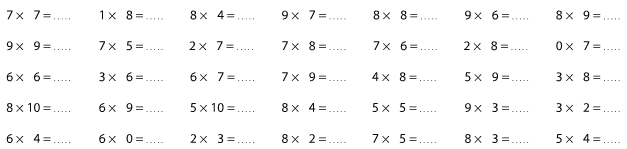 7 × 7 = ..... 1 × 8 = ..... 8 × 4 = ..... 9 × 7 = ..... 8 × 8 = ..... 9 × 6 = ..... 8 × 9 = .....
9 × 9 = ..... 7 × 5 = ..... 2 × 7 = ..... 7 × 8 = ..... 7 × 6 = ..... 2 × 8 = ..... 0 × 7 = .....
6 × 6 = ..... 3 × 6 = ..... 6 × 7 = ..... 7 × 9 = ..... 4 × 8 = ..... 5 × 9 = ..... 3 × 8 = .....
8 × 10 = ..... 6 × 9 = ..... 5 × 10 = ..... 8 × 4 = ..... 5 × 5 = ..... 9 × 3 = ..... 3 × 2 = .....
6 × 4 = ..... 6 × 0 = ..... 2 × 3 = ..... 8 × 2 = ..... 7 × 5 = ..... 8 × 3 = ..... 5 × 4 = .....